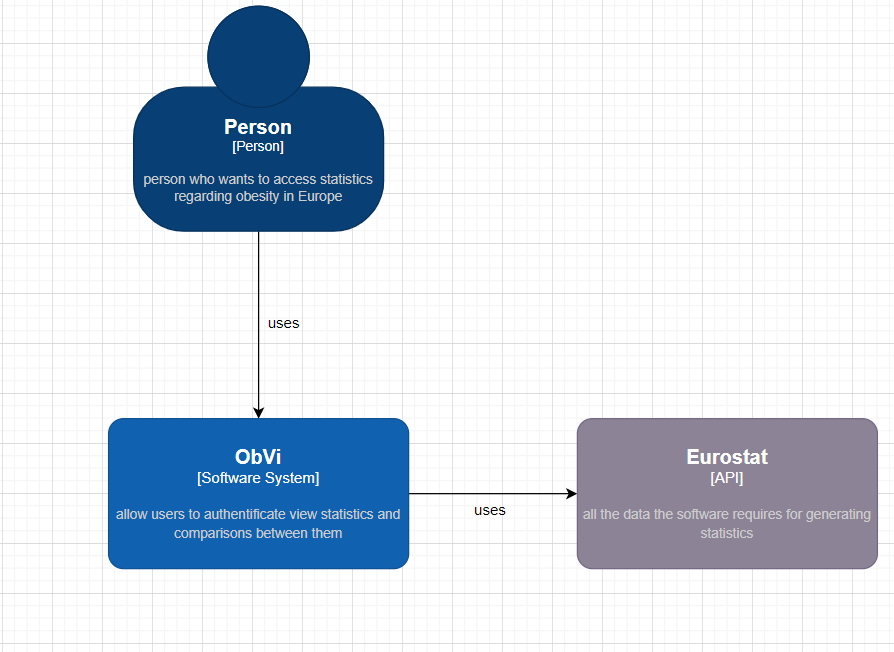 Person
[Person]
person who wants to access statistics
regarding obesity in Europe
uses
ObVi
[Software System]
allow users to authentificate view statistics and
comparisons between them
uses
Eurostat
[API]
all the data the software requires for generating
statistics